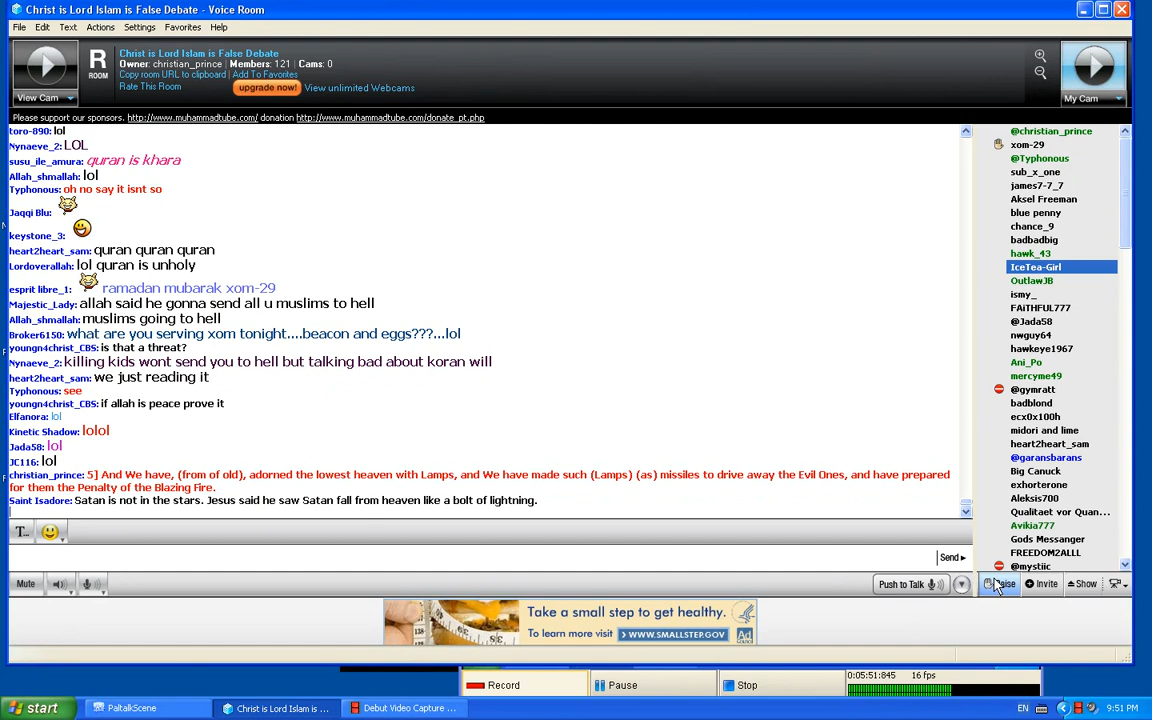 Christ is Lord Islam is False Debate - Voice Room
File Edit Text Actions Settings Favorites Help
View Cam
R
ROOM
Christ is Lord Islam is False Debate
Owner: christian_prince | Members: 121 | Cams: 0
Copy room URL to clipboard | Add To Favorites
Rate This Room
upgrade now! View unlimited Webcams
My Cam
Please support our sponsors. http://www.muhammadtube.com/ donation http://www.muhammadtube.com/donate_pt.php
toro-890: lol
Nynaeve_2: LOL
susu_ile_amura: quran is khara
Allah_shmallah: lol
Typhonous: oh no say it isnt so
Jaqqi Blu:
keystone_3:
heart2heart_sam: quran quran quran
Lordoverallah: lol quran is unholy
esprit libre_1: ramadan mubarak xom-29
Majestic_Lady: allah said he gonna send all u muslims to hell
Allah_shmallah: muslims going to hell
Broker6150: what are you serving xom tonight....beacon and eggs???...lol
youngn4christ_CBS: is that a threat?
Nynaeve_2: killing kids wont send you to hell but talking bad about koran will
heart2heart_sam: we just reading it
Typhonous: see
youngn4christ_CBS: if allah is peace prove it
Elfanora: lol
Kinetic Shadow: lolol
Jada58: lol
JC116: lol
christian_prince: 5] And We have, (from of old), adorned the lowest heaven with Lamps, and We have made such (Lamps) (as) missiles to drive away the Evil Ones, and have prepared
for them the Penalty of the Blazing Fire.
Saint Isadore: Satan is not in the stars. Jesus said he saw Satan fall from heaven like a bolt of lightning.
@christian_prince
xom-29
@Typhonous
sub_x_one
james7-7_7
Aksel Freeman
blue penny
chance_9
badbadbig
hawk_43
IceTea-Girl
OutlawJB
ismy_
FAiTHFUL777
@Jada58
nwguy64
hawkeye1967
Ani_Po
mercyme49
@gymratt
badblond
ecx0x100h
midori and lime
heart2heart_sam
@garansbarans
Big Canuck
exhorterone
Aleksis700
Qualitaet vor Quan...
Avikia777
Gods Messanger
FREEDOM2ALLL
@mystiic
T...
Send
Mute
Push to Talk
Invite Show
Take a small step to get healthy.
To learn more visit > WWW.SMALLSTEP.GOV
Ad
Record Pause Stop
0:05:51:845 16 fps
start PaltalkScene Christ is Lord Islam is ... Debut Video Capture ... EN 9:51 PM